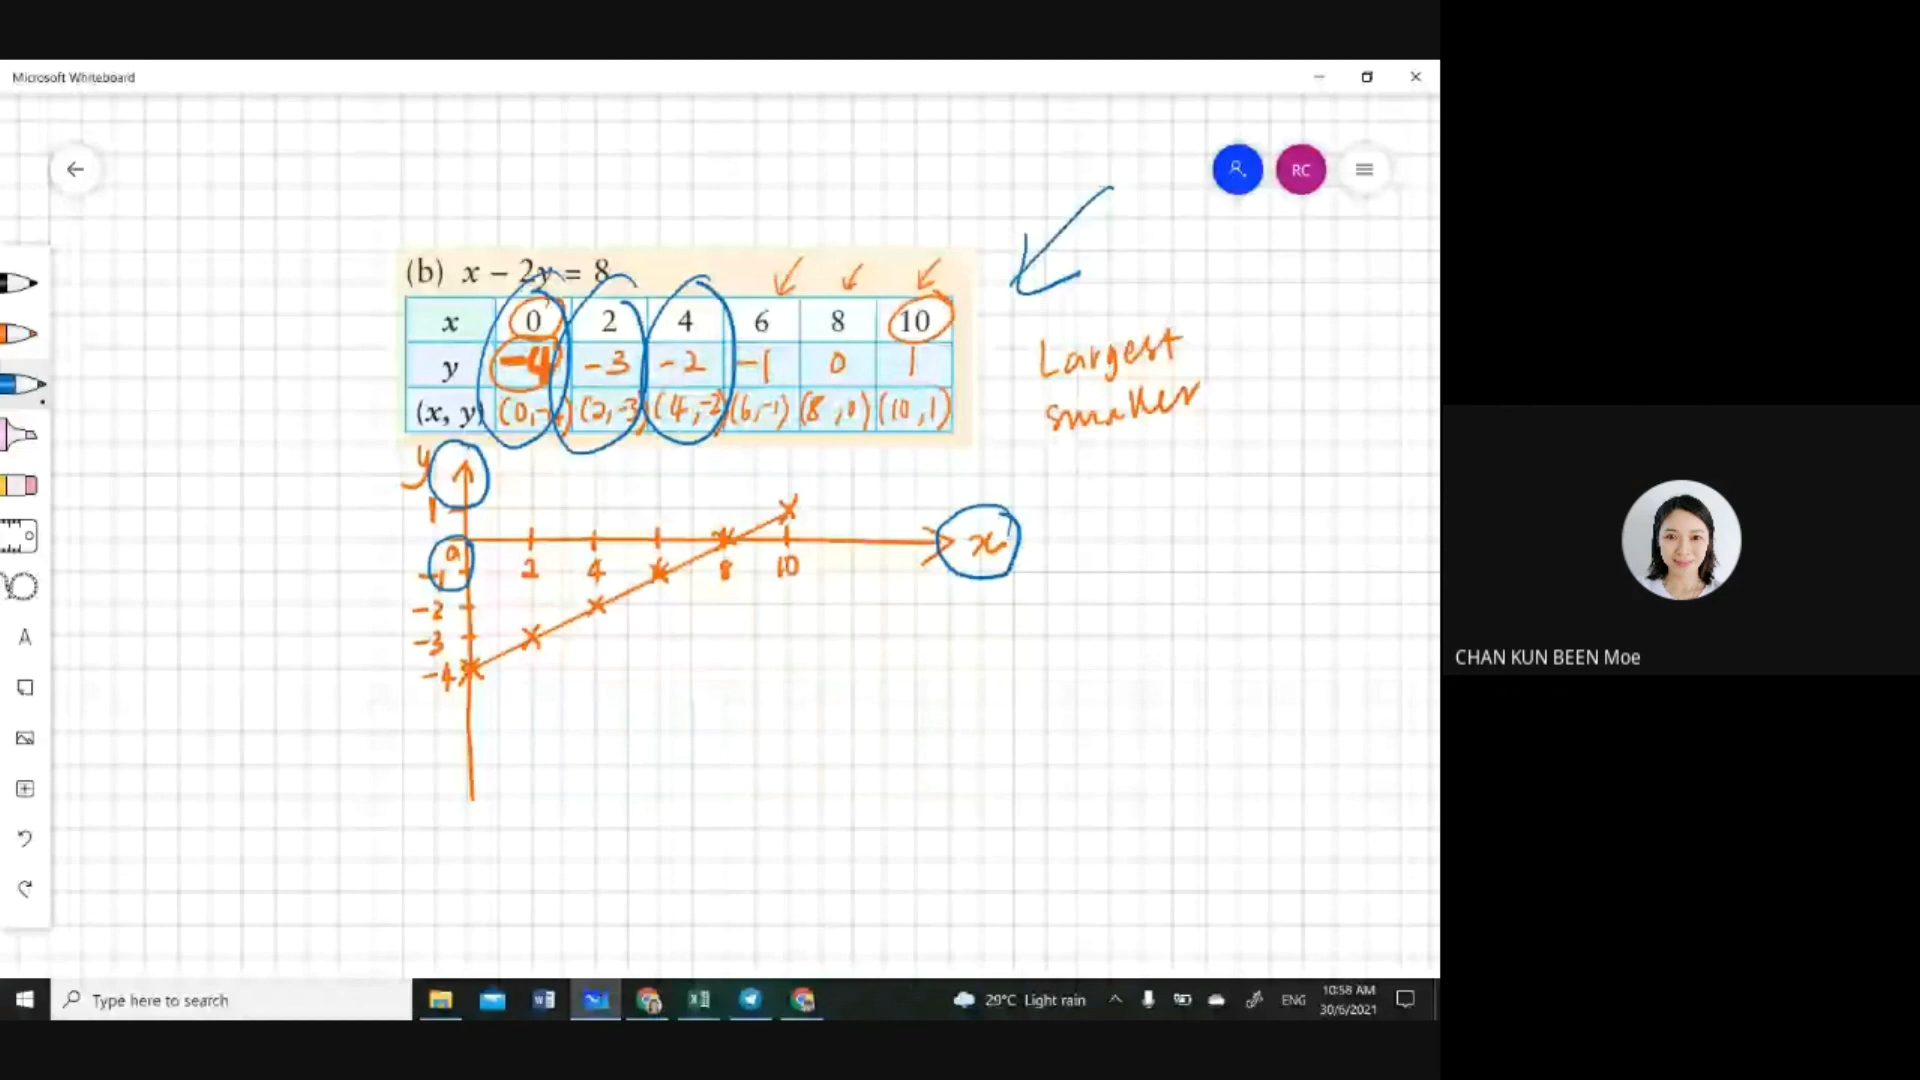 Microsoft Whiteboard
RC
(b) x − 2y = 8
x 0 2 4 6 8 10
y -4 -3 -2 -1 0 1
(x, y) (0,-4) (2,-3) (4,-2) (6,-1) (8,0) (10,1)
Largest
smaller
y
1
x
0
-1
2 4 8 10
-2
-3
-4
CHAN KUN BEEN Moe
Type here to search
29°C Light rain
ENG
10:58 AM
30/6/2021